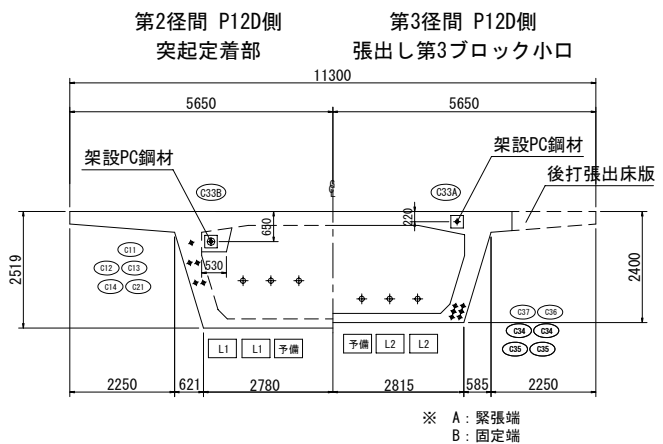 第2径間 P12D側
突起定着部
第3径間 P12D側
張出し第3ブロック小口
11300
5650
5650
架設PC鋼材
架設PC鋼材
後打張出床版
C33B
C33A
680
220
530
2519
2400
C11
C12
C13
C14
C21
C37
C36
C34
C34
C35
C35
L1
L1
予備
予備
L2
L2
2250
621
2780
2815
585
2250
※ A：緊張端
B：固定端